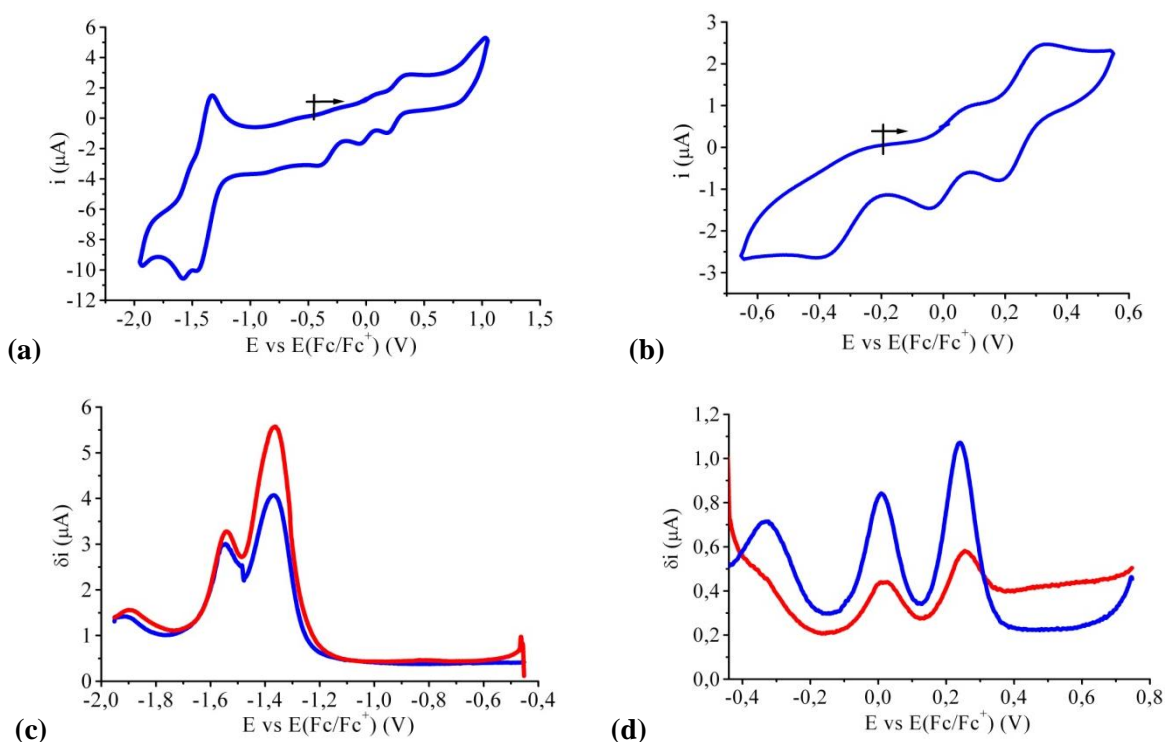 6
4
2
0
-2
-4
-6
-8
-10
-12
i (μA)
-2,0 -1,5 -1,0 -0,5 0,0 0,5 1,0 1,5
E vs E(Fc/Fc⁺) (V)
(a)
3
2
1
0
-1
-2
-3
i (μA)
-0,6 -0,4 -0,2 0,0 0,2 0,4 0,6
E vs E(Fc/Fc⁺) (V)
(b)
6
5
4
3
2
1
0
δi (μA)
-2,0 -1,8 -1,6 -1,4 -1,2 -1,0 -0,8 -0,6 -0,4
E vs E(Fc/Fc⁺) (V)
(c)
1,2
1,0
0,8
0,6
0,4
0,2
0,0
δi (μA)
-0,4 -0,2 0,0 0,2 0,4 0,6 0,8
E vs E(Fc/Fc⁺) (V)
(d)